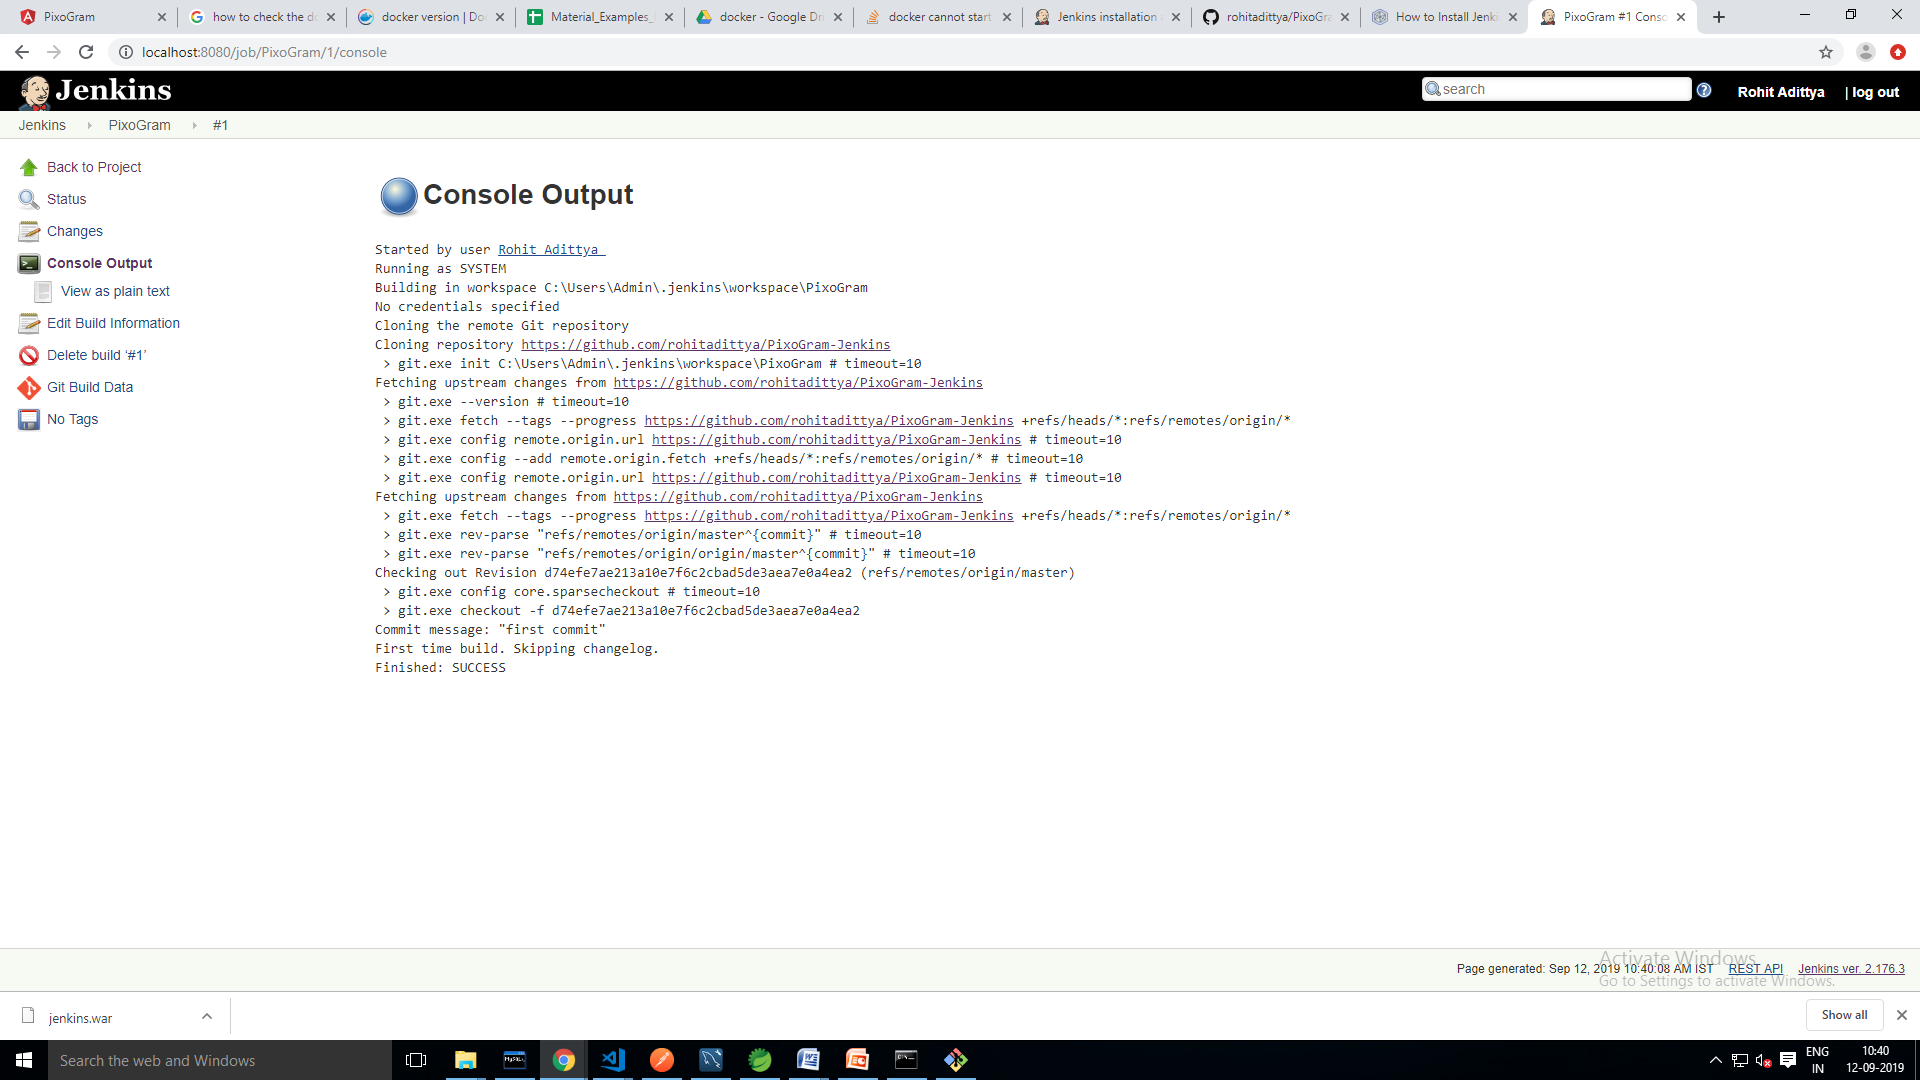 PixoGram
how to check the do
docker version | Do
Material_Examples_
docker - Google Dri
docker cannot start
Jenkins installation
rohitadittya/PixoGra
How to Install Jenki
PixoGram #1 Conso
localhost:8080/job/PixoGram/1/console
Jenkins
search
Rohit Adittya
| log out
Jenkins
PixoGram
#1
Back to Project
Status
Changes
Console Output
View as plain text
Edit Build Information
Delete build ‘#1’
Git Build Data
No Tags
Console Output
Started by user Rohit Adittya
Running as SYSTEM
Building in workspace C:\Users\Admin\.jenkins\workspace\PixoGram
No credentials specified
Cloning the remote Git repository
Cloning repository https://github.com/rohitadittya/PixoGram-Jenkins
> git.exe init C:\Users\Admin\.jenkins\workspace\PixoGram # timeout=10
Fetching upstream changes from https://github.com/rohitadittya/PixoGram-Jenkins
> git.exe --version # timeout=10
> git.exe fetch --tags --progress https://github.com/rohitadittya/PixoGram-Jenkins +refs/heads/*:refs/remotes/origin/*
> git.exe config remote.origin.url https://github.com/rohitadittya/PixoGram-Jenkins # timeout=10
> git.exe config --add remote.origin.fetch +refs/heads/*:refs/remotes/origin/* # timeout=10
> git.exe config remote.origin.url https://github.com/rohitadittya/PixoGram-Jenkins # timeout=10
Fetching upstream changes from https://github.com/rohitadittya/PixoGram-Jenkins
> git.exe fetch --tags --progress https://github.com/rohitadittya/PixoGram-Jenkins +refs/heads/*:refs/remotes/origin/*
> git.exe rev-parse "refs/remotes/origin/master^{commit}" # timeout=10
> git.exe rev-parse "refs/remotes/origin/origin/master^{commit}" # timeout=10
Checking out Revision d74efe7ae213a10e7f6c2cbad5de3aea7e0a4ea2 (refs/remotes/origin/master)
> git.exe config core.sparsecheckout # timeout=10
> git.exe checkout -f d74efe7ae213a10e7f6c2cbad5de3aea7e0a4ea2
Commit message: "first commit"
First time build. Skipping changelog.
Finished: SUCCESS
Activate Windows
Page generated: Sep 12, 2019 10:40:08 AM IST REST API Jenkins ver. 2.176.3
Go to Settings to activate Windows.
jenkins.war
Show all
Search the web and Windows
ENG
IN
10:40
12-09-2019